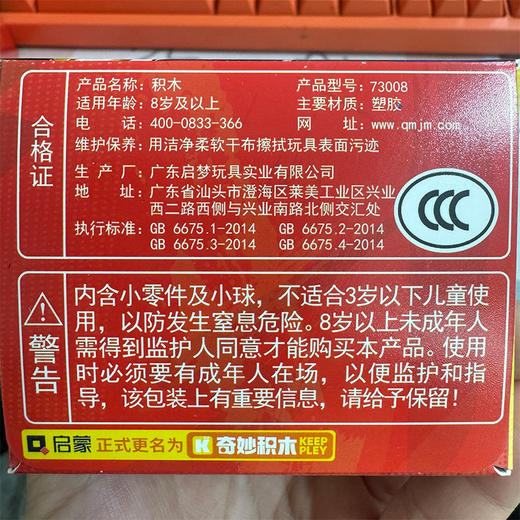 合格证
产品名称：积木 产品型号：73008
适用年龄：8岁及以上 主要材质：塑胶
电 话：400-0833-366 网 址：www.qmjm.com
维护保养：用洁净柔软干布擦拭玩具表面污迹
生 产 厂：广东启梦玩具实业有限公司
地 址：广东省汕头市澄海区莱美工业区兴业
西二路西侧与兴业南路北侧交汇处
执行标准：GB 6675.1-2014 GB 6675.2-2014
GB 6675.3-2014 GB 6675.4-2014
CCC
警告
内含小零件及小球，不适合3岁以下儿童使
用，以防发生窒息危险。8岁以上未成年人
需得到监护人同意才能购买本产品。使用
时必须要有成年人在场，以便监护和指
导，该包装上有重要信息，请给予保留！
启蒙 正式更名为 K 奇妙积木 KEEP
PLEY